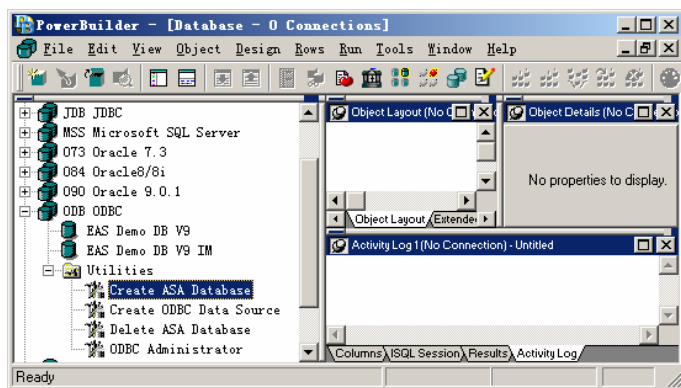 PowerBuilder - [Database - 0 Connections]
File Edit View Object Design Rows Run Tools Window Help
JDB JDBC
MSS Microsoft SQL Server
O73 Oracle 7.3
O84 Oracle8/8i
O90 Oracle 9.0.1
ODB ODBC
EAS Demo DB V9
EAS Demo DB V9 IM
Utilities
Create ASA Database
Create ODBC Data Source
Delete ASA Database
ODBC Administrator
Object Layout (No C
Object Layout Extende
Object Details (No C
No properties to display.
Activity Log 1 (No Connection) - Untitled
Columns ISQL Session Results Activity Log
Ready